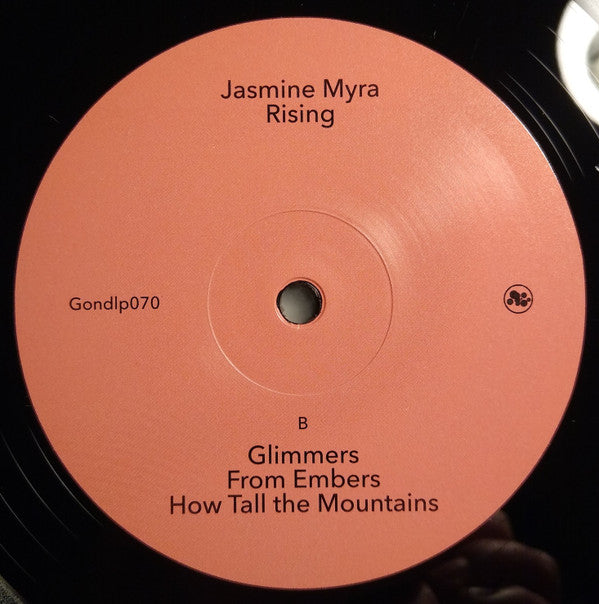 Jasmine Myra
Rising
Gondlp070
B
Glimmers
From Embers
How Tall the Mountains